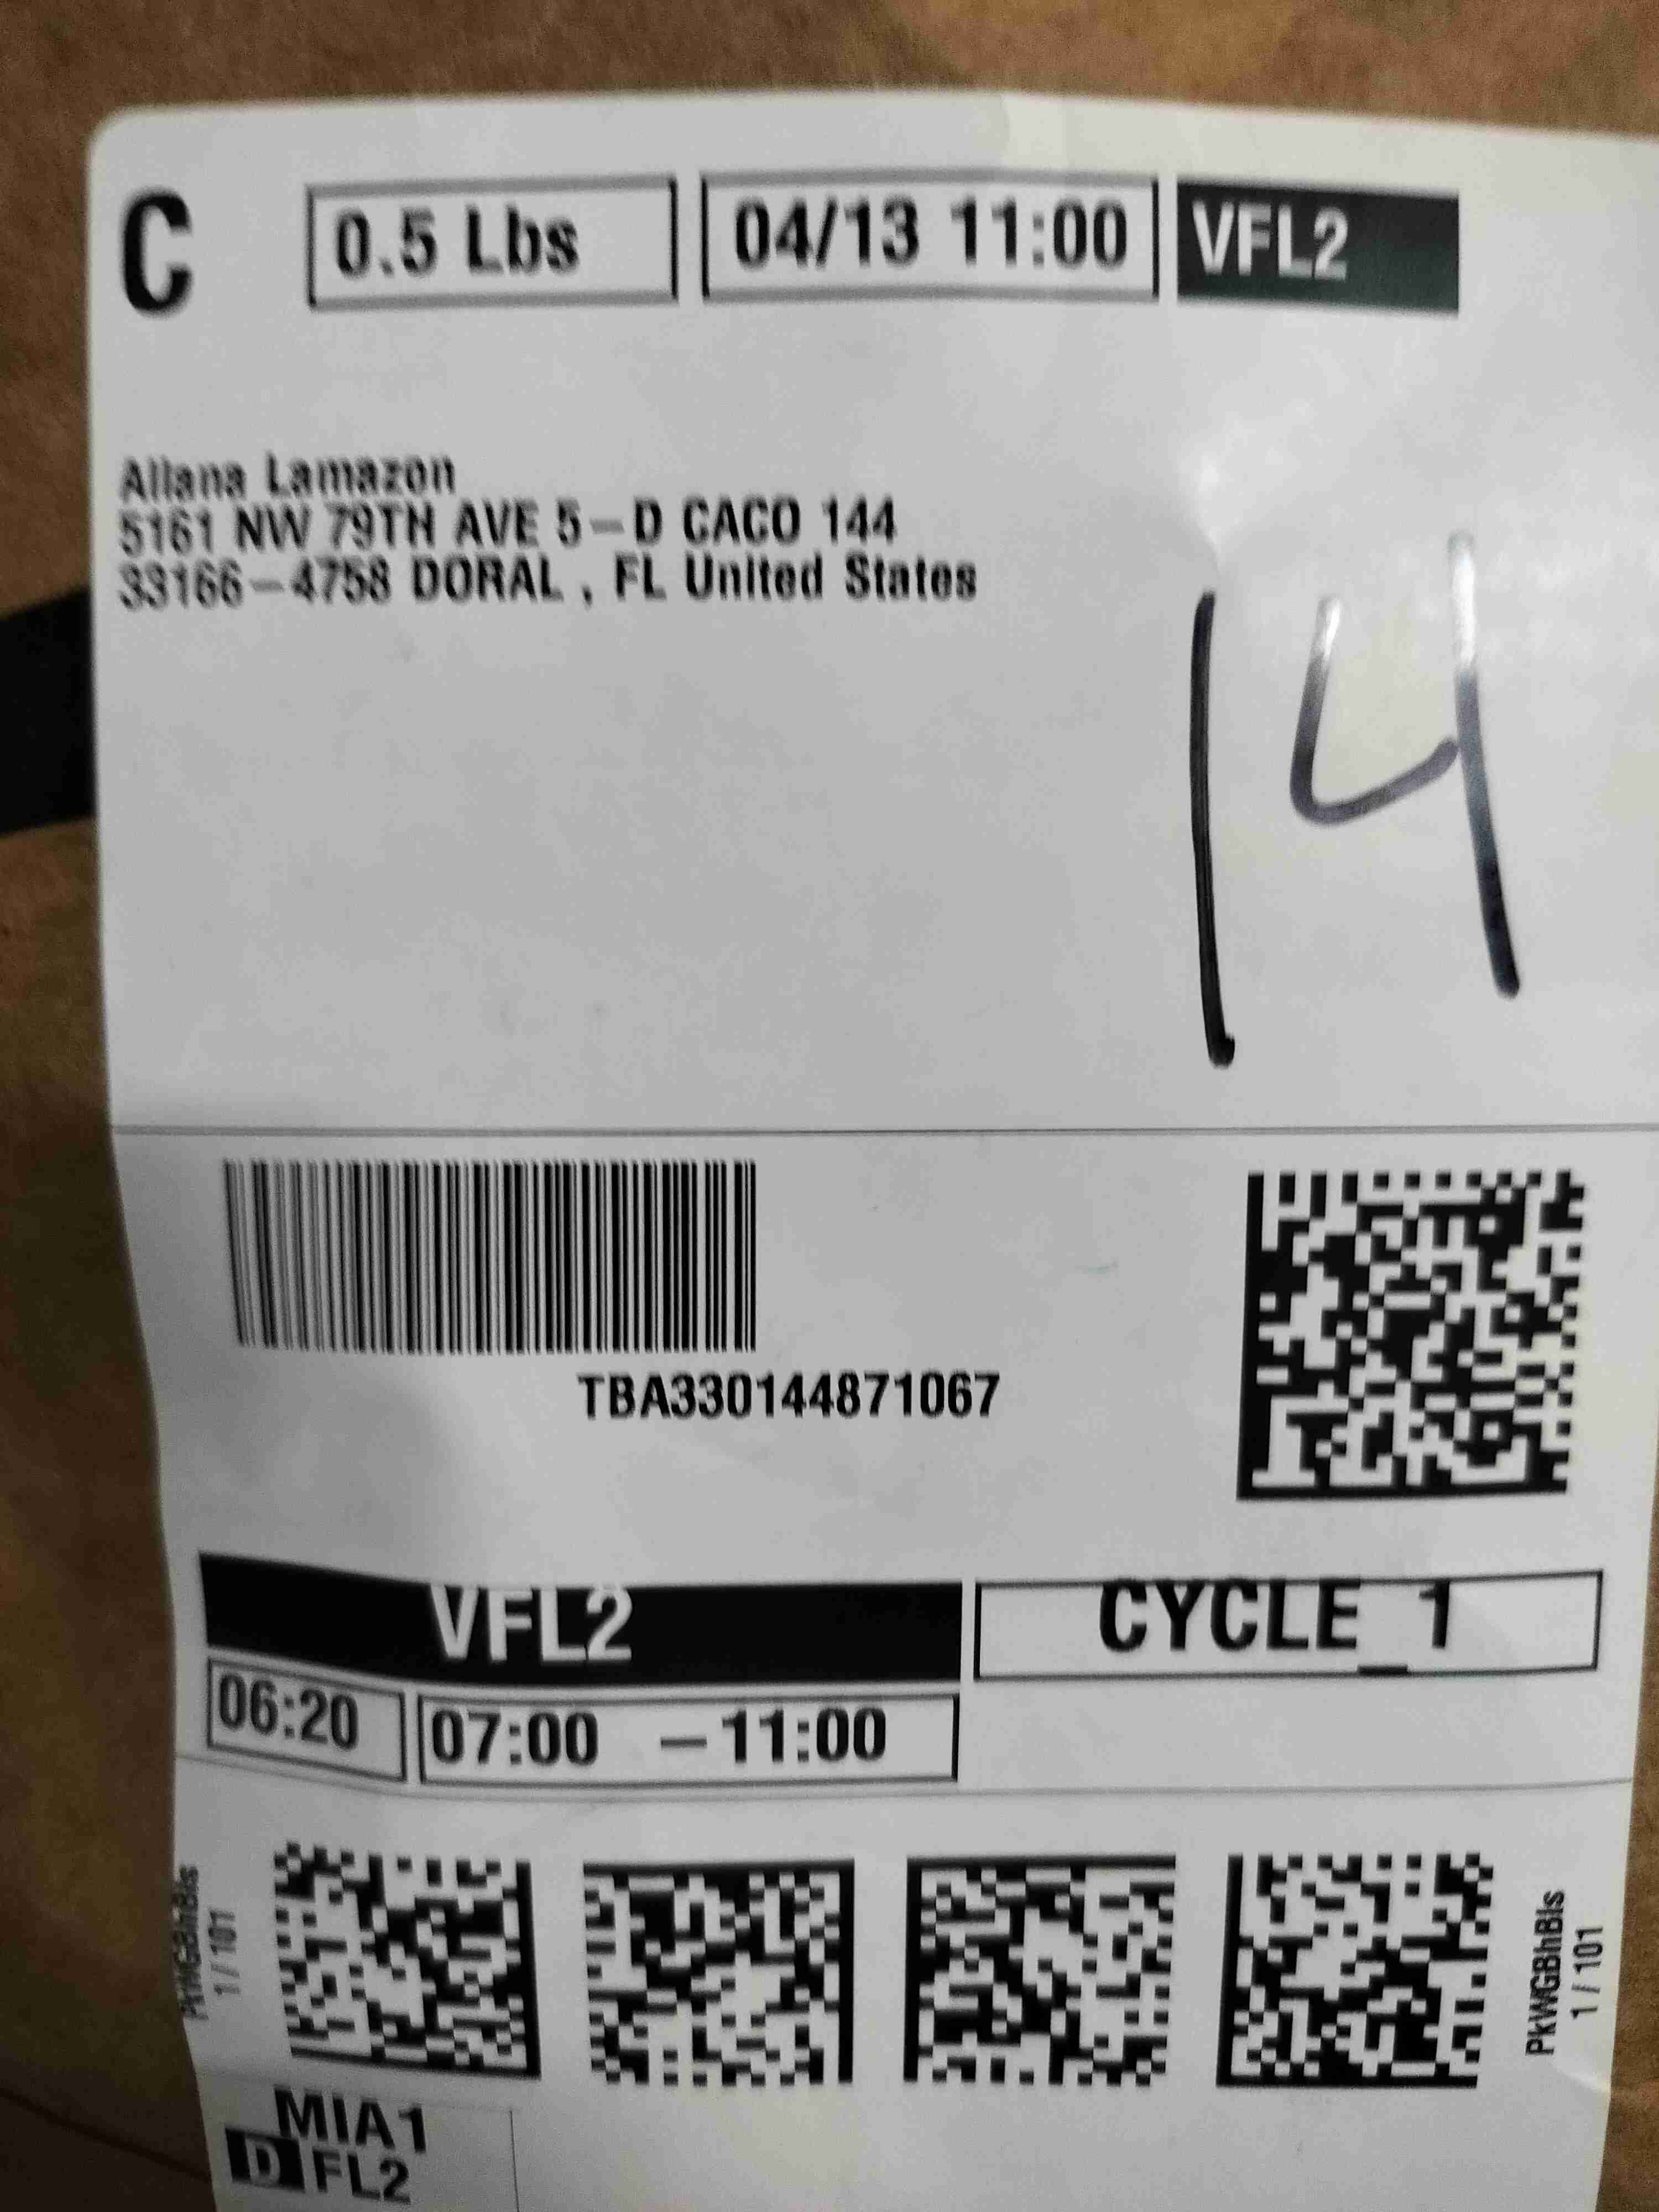 C 0.5 Lbs 04/13 11:00 VFL2
Allana Lamazon
5161 NW 79TH AVE 5-D CACO 144
33166-4758 DORAL , FL United States
14
TBA330144871067
VFL2 CYCLE_1
06:20 07:00 - 11:00
PkWGBhBls
1 / 101
PkWGBhBls
1 / 101
MIA1
D FL2